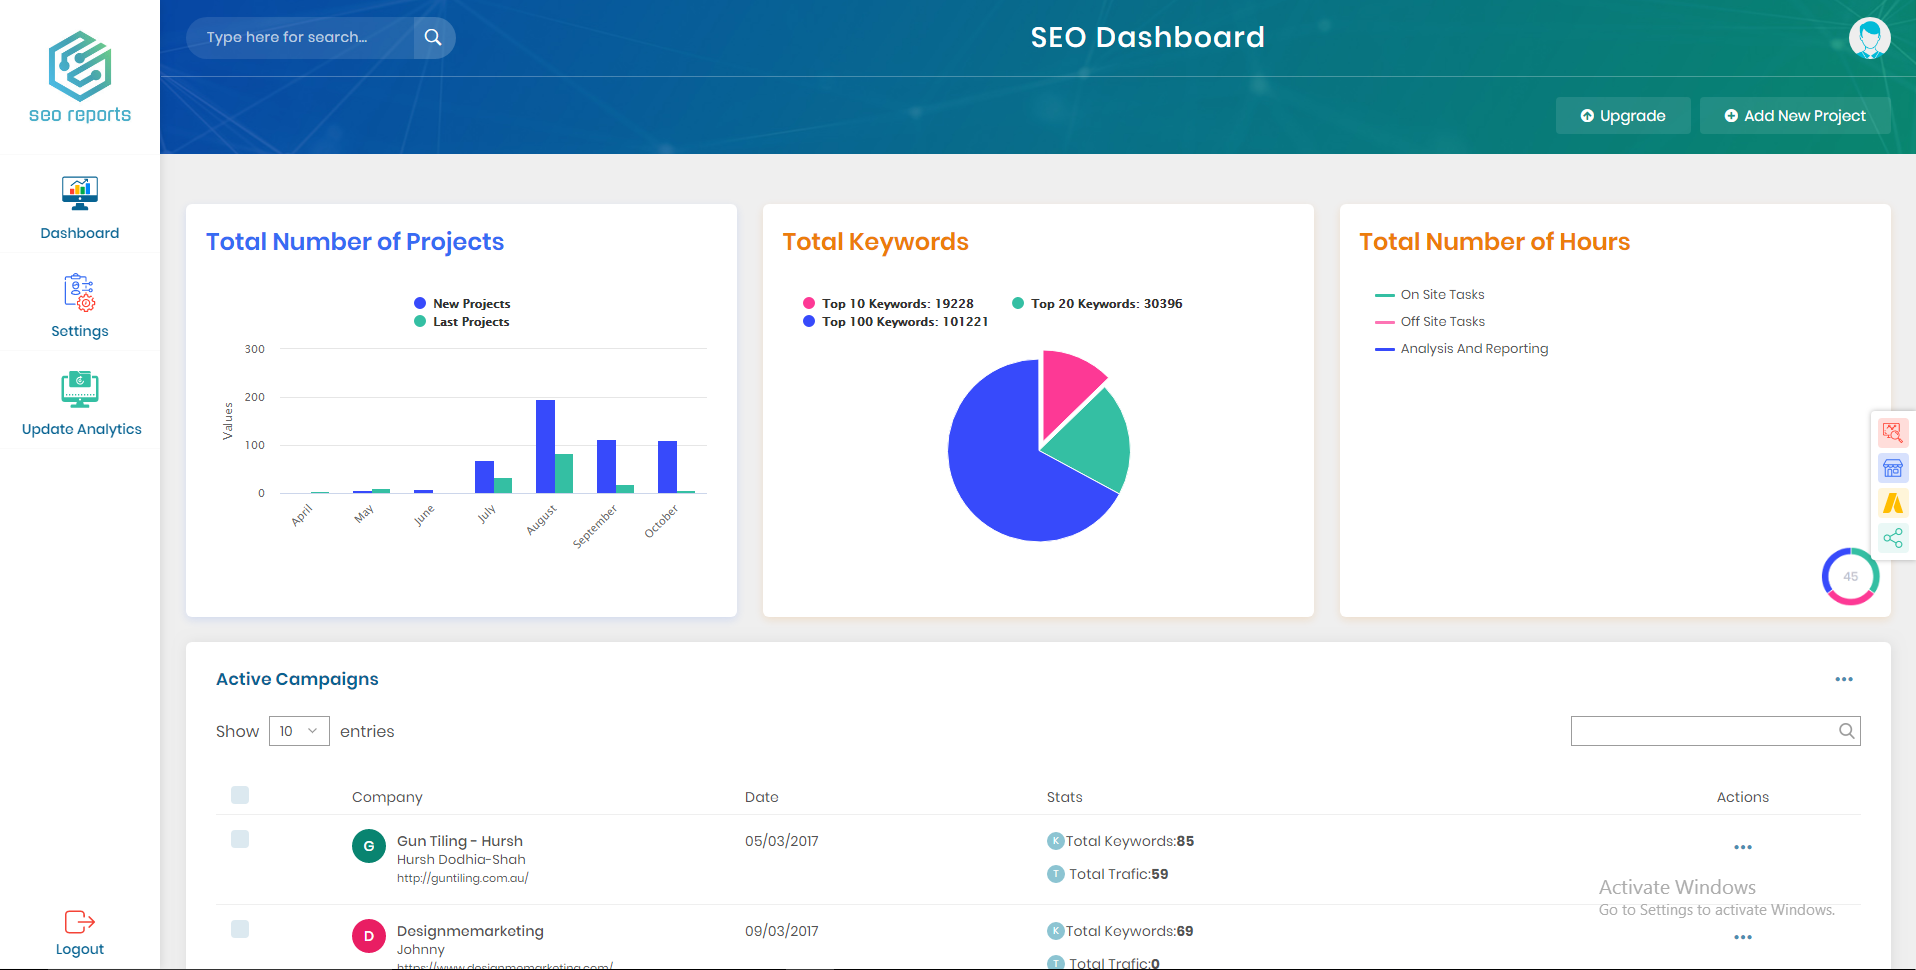 Type here for search...
SEO Dashboard
seo reports
Upgrade
Add New Project
Dashboard
Settings
Update Analytics
Logout
Total Number of Projects
New Projects
Last Projects
300
200
100
0
Values
April
May
June
July
August
September
October
Total Keywords
Top 10 Keywords: 19228
Top 20 Keywords: 30396
Top 100 Keywords: 101221
Total Number of Hours
On Site Tasks
Off Site Tasks
Analysis And Reporting
45
Active Campaigns
Show 10 entries
Company Date Stats Actions
G
Gun Tiling - Hursh
Hursh Dodhia-Shah
http://guntiling.com.au/
05/03/2017
K Total Keywords:85
T Total Trafic:59
D
Designmemarketing
Johnny
https://www.designmemarketing.com/
09/03/2017
K Total Keywords:69
T Total Trafic:0
Activate Windows
Go to Settings to activate Windows.